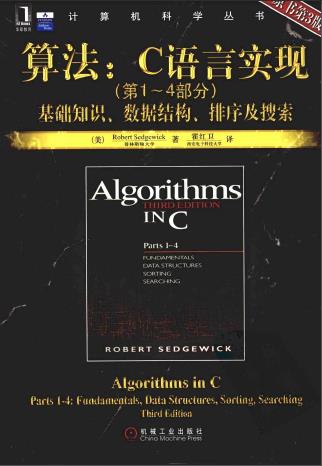 计算机科学丛书
原书第3版
算法：C语言实现
(第1~4部分)
基础知识、数据结构、排序及搜索
(美) Robert Sedgewick 著 霍红卫 译
普林斯顿大学 西安电子科技大学
Algorithms
THIRD EDITION
IN C
Parts 1-4
FUNDAMENTALS
DATA STRUCTURES
SORTING
SEARCHING
ROBERT SEDGEWICK
Algorithms in C
Parts 1-4: Fundamentals, Data Structures, Sorting, Searching
Third Edition
机械工业出版社
China Machine Press